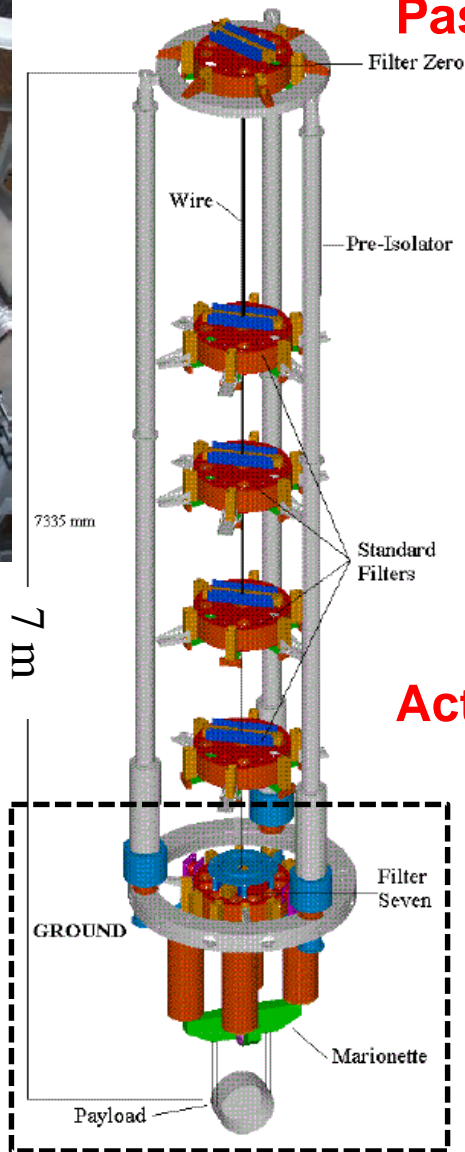 Pas
Filter Zero
Wire
Pre-Isolator
7335 mm
Standard
Filters
7 m
Act
Filter
Seven
GROUND
Marionette
Payload